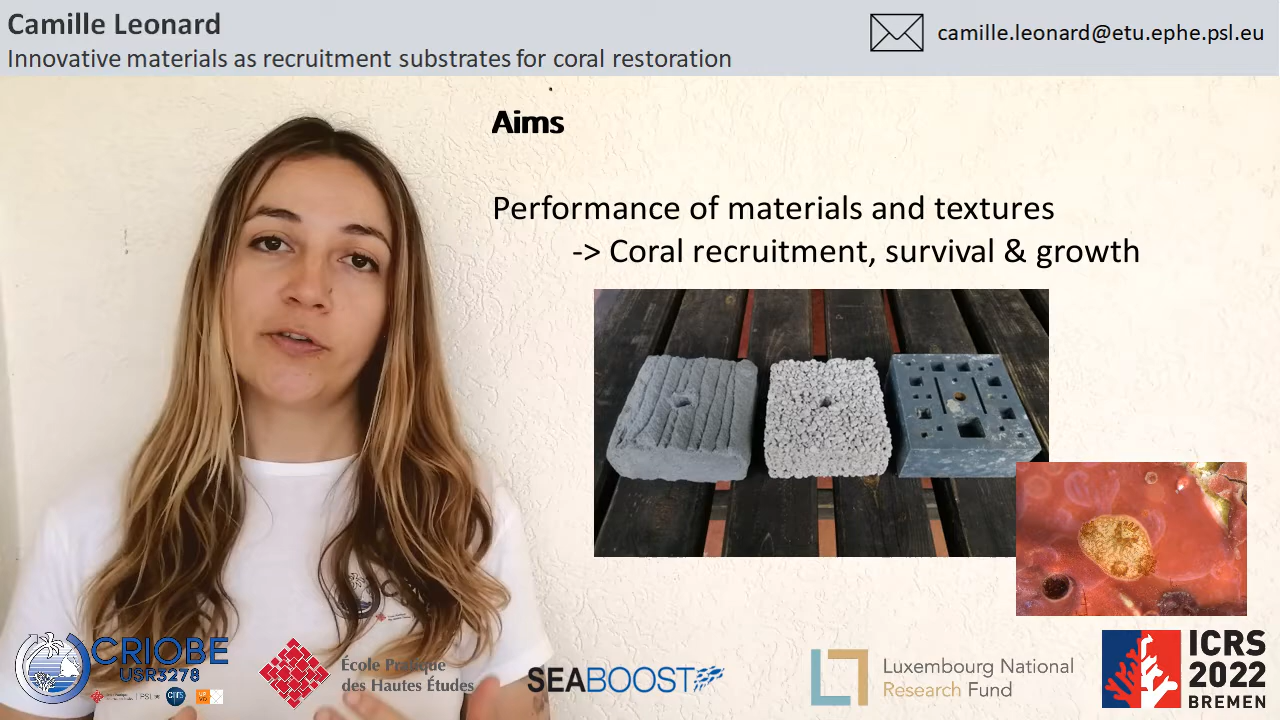 Camille Leonard
Innovative materials as recruitment substrates for coral restoration
camille.leonard@etu.ephe.psl.eu
Aims
Performance of materials and textures
-> Coral recruitment, survival & growth
CRIOBE
USR3278
PSL
CNRS
École Pratique
des Hautes Études
SEABOOST
Luxembourg National
Research Fund
ICRS
2022
BREMEN